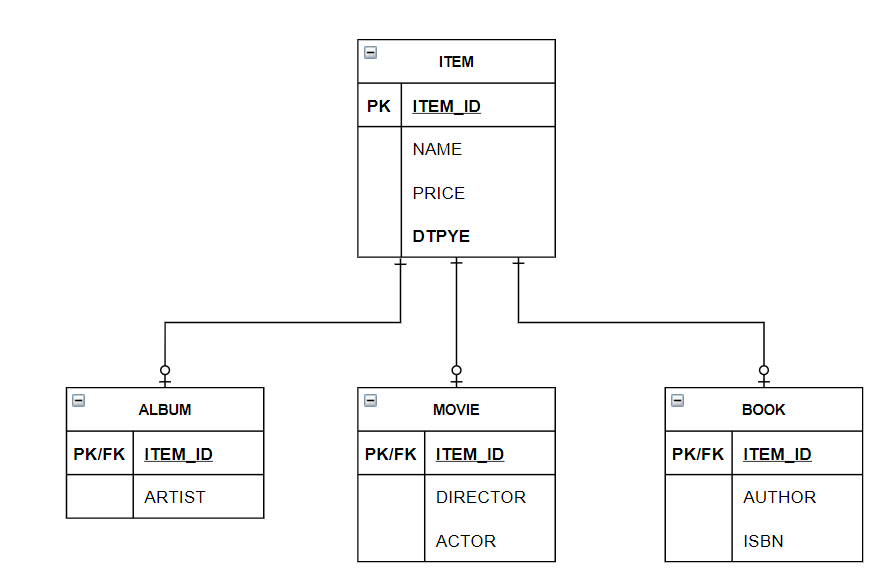 ITEM
PK ITEM_ID
NAME
PRICE
DTPYE
ALBUM
PK/FK ITEM_ID
ARTIST
MOVIE
PK/FK ITEM_ID
DIRECTOR
ACTOR
BOOK
PK/FK ITEM_ID
AUTHOR
ISBN